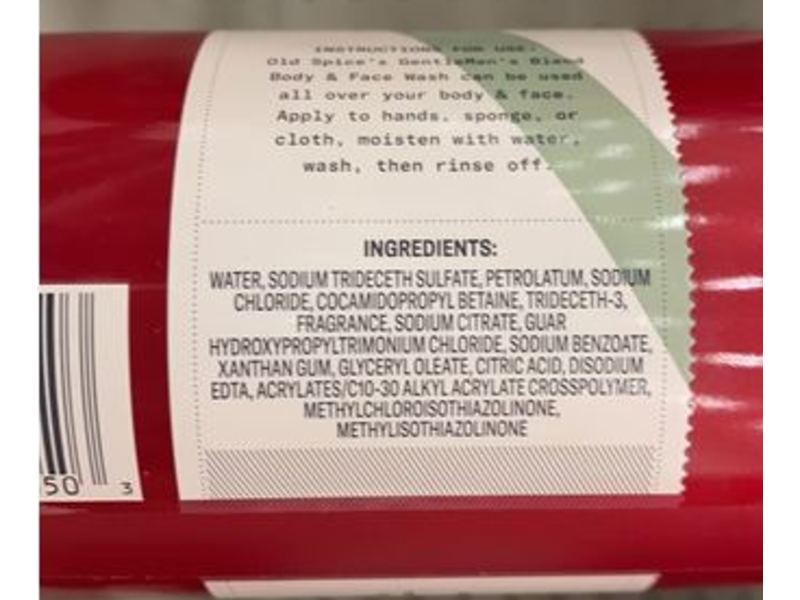 INSTRUCTIONS FOR USE:
Old Spice's GentleMan's Blend
Body & Face Wash can be used
all over your body & face.
Apply to hands, sponge, or
cloth, moisten with water,
wash, then rinse off.
INGREDIENTS:
WATER, SODIUM TRIDECETH SULFATE, PETROLATUM, SODIUM
CHLORIDE, COCAMIDOPROPYL BETAINE, TRIDECETH-3,
FRAGRANCE, SODIUM CITRATE, GUAR
HYDROXYPROPYLTRIMONIUM CHLORIDE, SODIUM BENZOATE,
XANTHAN GUM, GLYCERYL OLEATE, CITRIC ACID, DISODIUM
EDTA, ACRYLATES/C10-30 ALKYL ACRYLATE CROSSPOLYMER,
METHYLCHLOROISOTHIAZOLINONE,
METHYLISOTHIAZOLINONE
50 3